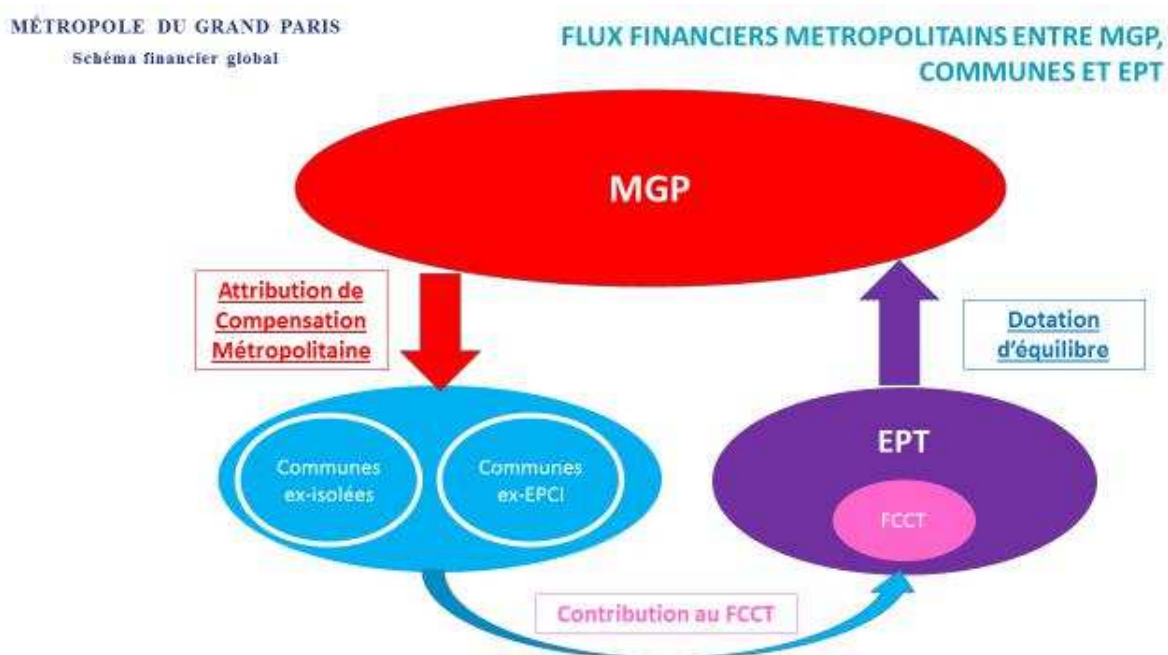 MÉTROPOLE DU GRAND PARIS
Schéma financier global
FLUX FINANCIERS METROPOLITAINS ENTRE MGP,
COMMUNES ET EPT
MGP
Attribution de
Compensation
Métropolitaine
Dotation
d'équilibre
Communes
ex-isolées
Communes
ex-EPCI
EPT
FCCT
Contribution au FCCT